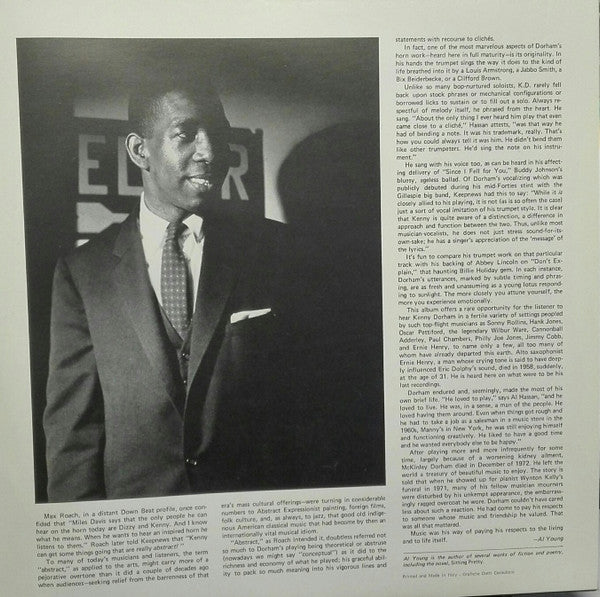 EL
R
Max Roach, in a distant Down Beat profile, once con-
fided that "Miles Davis says that the only people he can
hear on the horn today are Dizzy and Kenny. And I know
what he means. When he wants to hear an inspired horn he
listens to them." Roach later told Keepnews that "Kenny
can get some things going that are really abstract!"
To many of today's musicians and listeners, the term
"abstract," as applied to the arts, might carry more of a
pejorative overtone than it did a couple of decades ago
when audiences—seeking relief from the barrenness of that
era's mass cultural offerings—were turning in considerable
numbers to Abstract Expressionist painting, foreign films,
folk culture, and, as always, to jazz, that good old indige-
nous American classical music that had become by then an
internationally vital musical idiom.
"Abstract," as Roach intended it, doubtless referred not
so much to Dorham's playing being theoretical or abstruse
(nowadays we might say "conceptual") as it did to the
richness and economy of what he played; his graceful abil-
ity to pack so much meaning into his vigorous lines and
statements with recourse to clichés.
In fact, one of the most marvelous aspects of Dorham's
horn work—heard here in full maturity—is its originality. In
his hands the trumpet sings the way it does to the kind of
life breathed into it by a Louis Armstrong, a Jabbo Smith, a
Bix Beiderbecke, or a Clifford Brown.
Unlike so many bop-nurtured soloists, K.D. rarely fell
back upon stock phrases or mechanical configurations or
borrowed licks to sustain or to fill out a solo. Always re-
spectful of melody itself, he phrased from the heart. He
sang. "About the only thing I ever heard him play that even
came close to a cliché," Hassan attests, "was that way he
had of bending a note. It was his trademark, really. That's
how you could always tell it was him. He didn't bend them
like other trumpeters. He'd sing the note on his instru-
ment."
He sang with his voice too, as can be heard in his affect-
ing delivery of "Since I Fell for You," Buddy Johnson's
bluesy, ageless ballad. Of Dorham's vocalizing which was
publicly debuted during his mid-Forties stint with the
Gillespie big band, Keepnews had this to say: "While it is
closely allied to his playing, it is not (as is so often the case)
just a sort of vocal imitation of his trumpet style. It is clear
that Kenny is quite aware of a distinction, a difference in
approach and function between the two. Thus, unlike most
musician-vocalists, he does not just stress sound-for-its-
own-sake; he has a singer's appreciation of the 'message' of
the lyrics."
It's fun to compare his trumpet work on that particular
track with his backing of Abbey Lincoln on "Don't Ex-
plain," that haunting Billie Holiday gem. In each instance,
Dorham's utterances, marked by subtle timing and phras-
ing, are as fresh and unassuming as a young lotus respond-
ing to sunlight. The more closely you attune yourself, the
more you experience emotionally.
This album offers a rare opportunity for the listener to
hear Kenny Dorham in a fertile variety of settings peopled
by such top-flight musicians as Sonny Rollins, Hank Jones,
Oscar Pettiford, the legendary Wilbur Ware, Cannonball
Adderley, Paul Chambers, Philly Joe Jones, Jimmy Cobb,
and Ernie Henry, to name only a few, all too many of
whom have already departed this earth. Alto saxophonist
Ernie Henry, a man whose crying tone is said to have deep-
ly influenced Eric Dolphy's sound, died in 1958, suddenly,
at the age of 31. He is heard here on what were to be his
last recordings.
Dorham endured and, seemingly, made the most of his
own brief life. "He loved to play," says Al Hassan, "and he
loved to live. He was, in a sense, a man of the people. He
loved having them around. Even when things got rough and
he had to take a job as a salesman in a music store in the
1960s, Manny's in New York, he was still enjoying himself
and functioning creatively. He liked to have a good time
and he wanted everybody else to be happy."
After playing more and more infrequently for some
time, largely because of a worsening kidney ailment,
McKinley Dorham died in December of 1972. He left the
world a treasury of beautiful music to enjoy. The story is
told that when he showed up for pianist Wynton Kelly's
funeral in 1971, many of his fellow musician mourners
were disturbed by his unkempt appearance, the embarrass-
ingly ragged overcoat he wore. Dorham couldn't have cared
less about such a reaction. He had come to pay his respects
to someone whose music and friendship he valued. That
was all that mattered.
Music was his way of paying his respects to the living
and to life itself.
—Al Young
Al Young is the author of several works of fiction and poetry,
including the novel, Sitting Pretty.
Printed and Made in Italy -